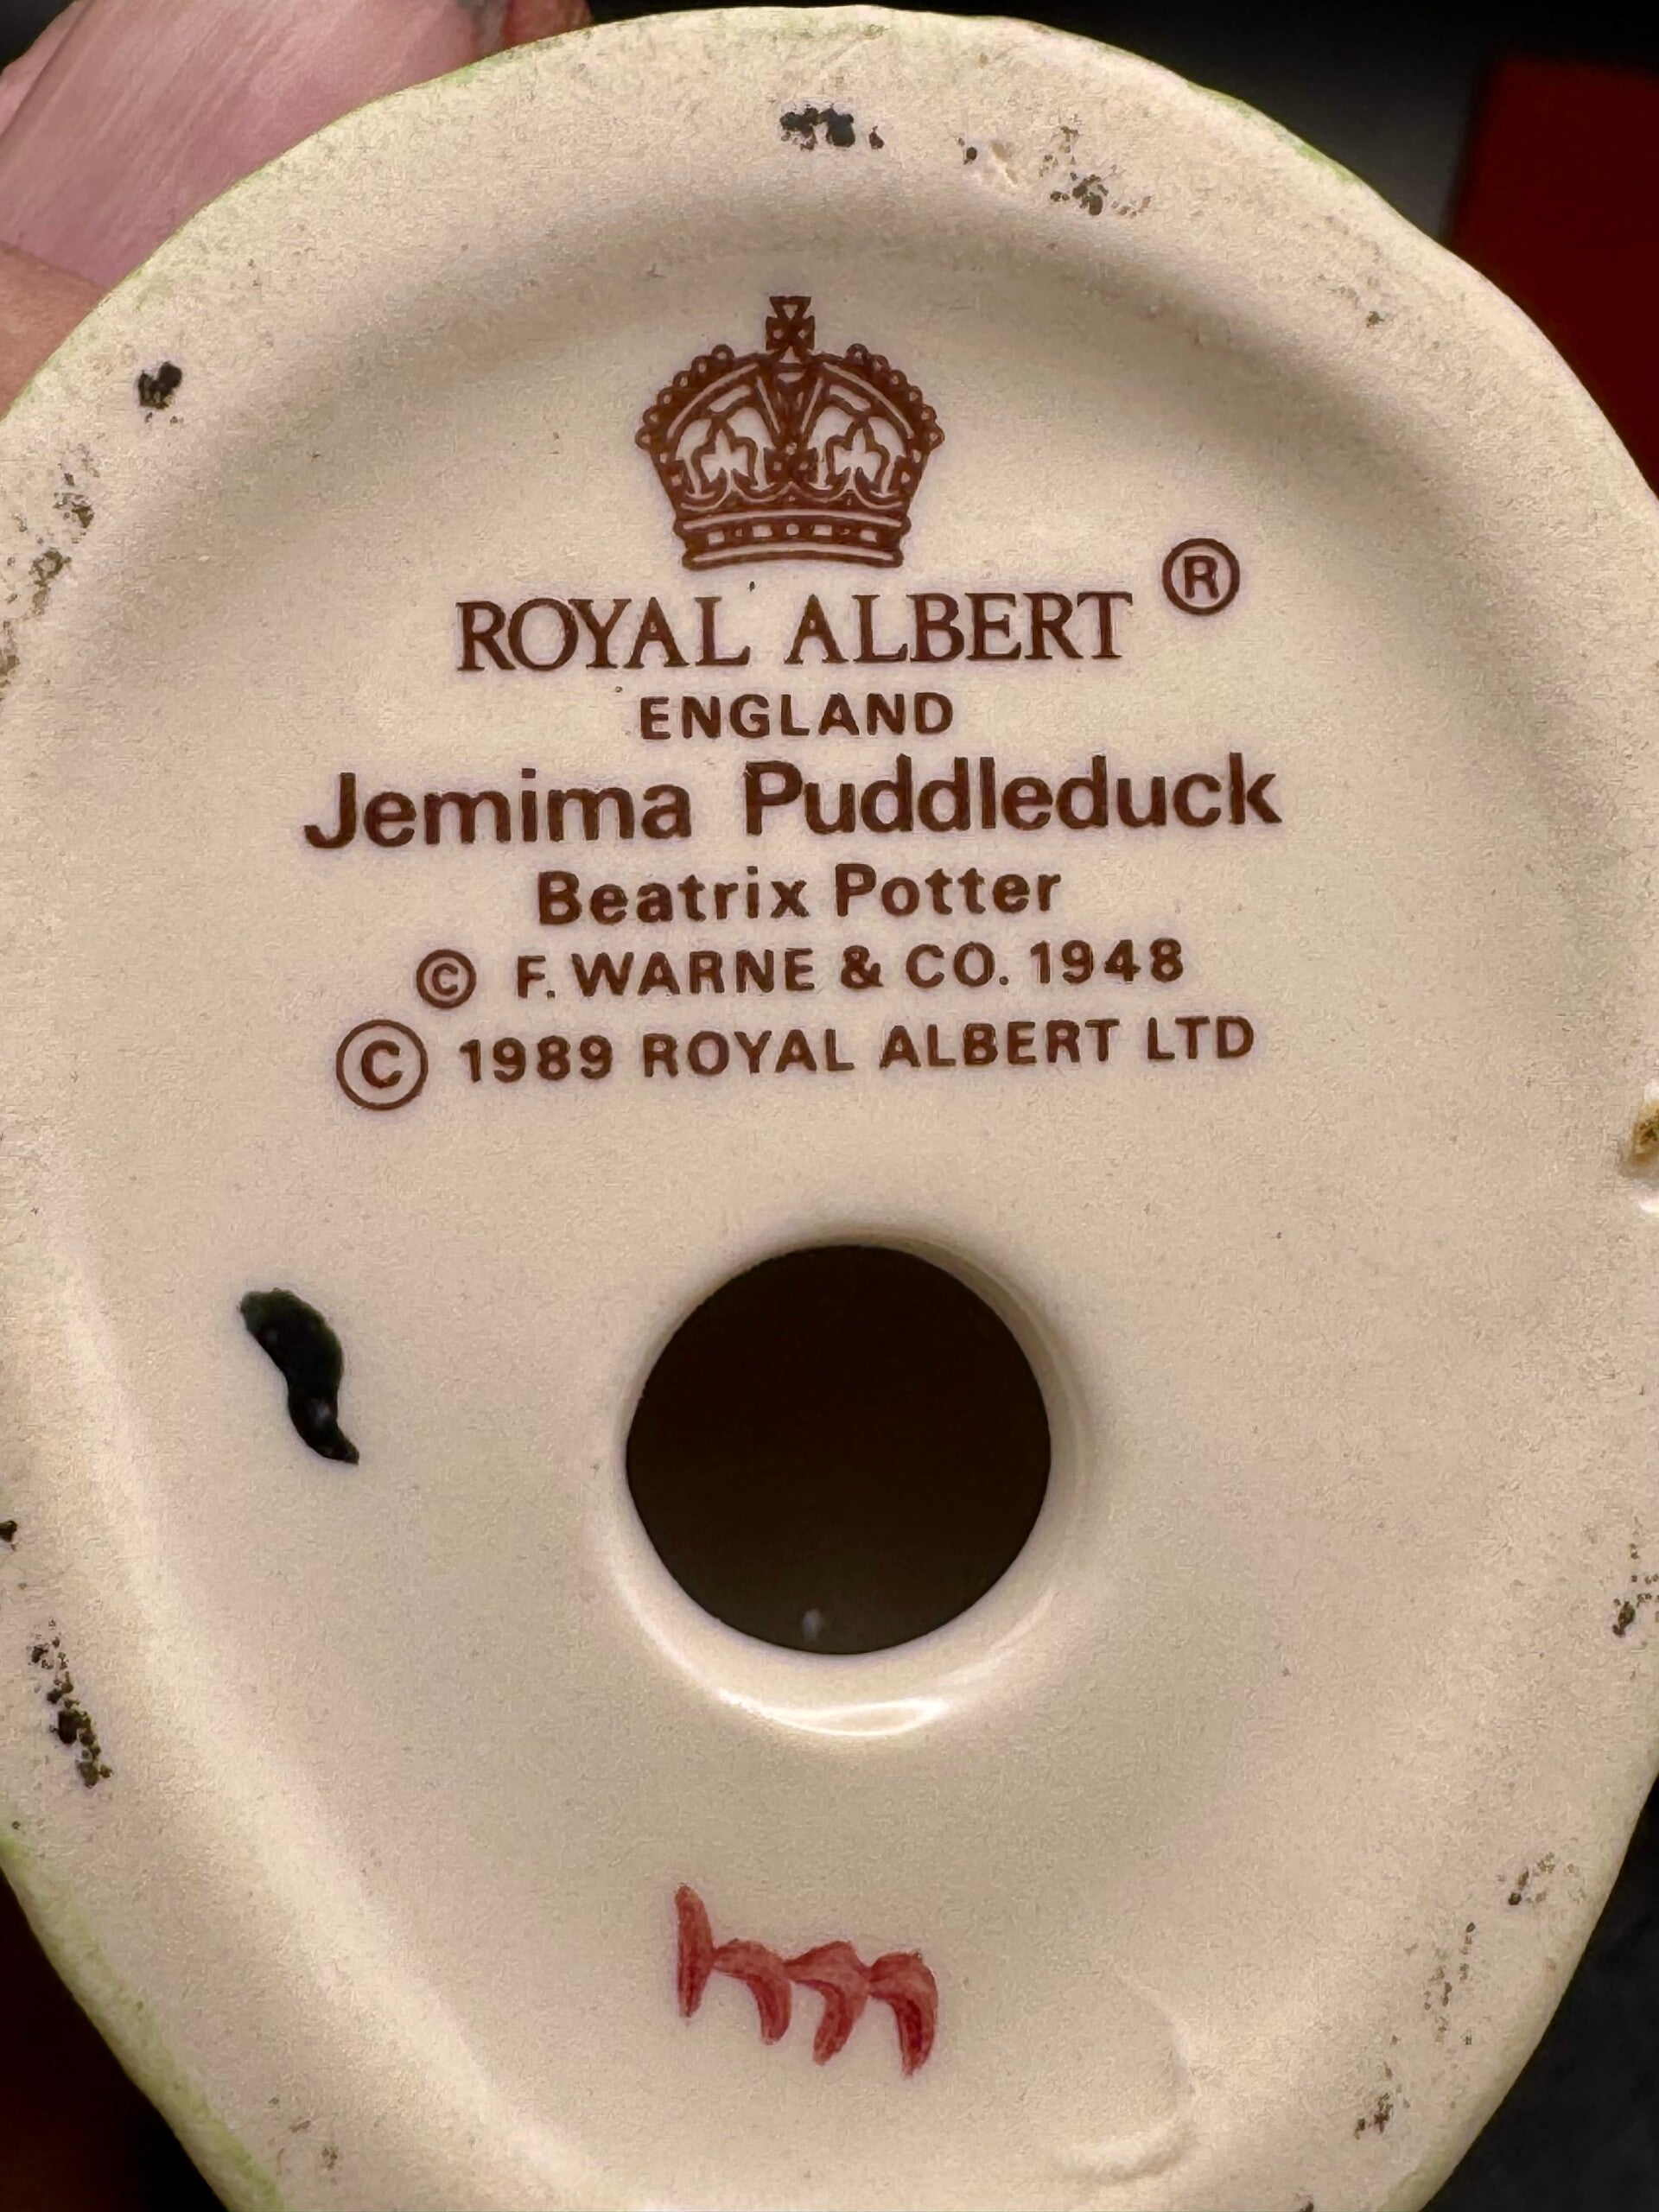 ROYAL ALBERT ®
ENGLAND
Jemima Puddleduck
Beatrix Potter
© F. WARNE & CO. 1948
© 1989 ROYAL ALBERT LTD